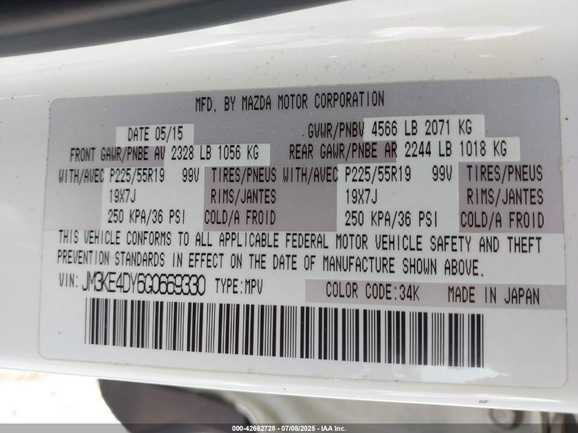 MFD. BY MAZDA MOTOR CORPORATION
DATE 05/15 GVWR/PNBV 4566 LB 2071 KG
FRONT GAWR/PNBE AV 2328 LB 1056 KG REAR GAWR/PNBE AR 2244 LB 1018 KG
WITH/AVEC P225/55R19 99V TIRES/PNEUS WITH/AVEC P225/55R19 99V TIRES/PNEUS
19X7J RIMS/JANTES 19X7J RIMS/JANTES
250 KPA/36 PSI COLD/A FROID 250 KPA/36 PSI COLD/A FROID
THIS VEHICLE CONFORMS TO ALL APPLICABLE FEDERAL MOTOR VEHICLE SAFETY AND THEFT
PREVENTION STANDARDS IN EFFECT ON THE DATE OF MANUFACTURE SHOWN ABOVE.
VIN: JM3KE4DY6G0669330 TYPE:MPV COLOR CODE:34K MADE IN JAPAN
000-42662728 - 07/08/2025 - IAA Inc.